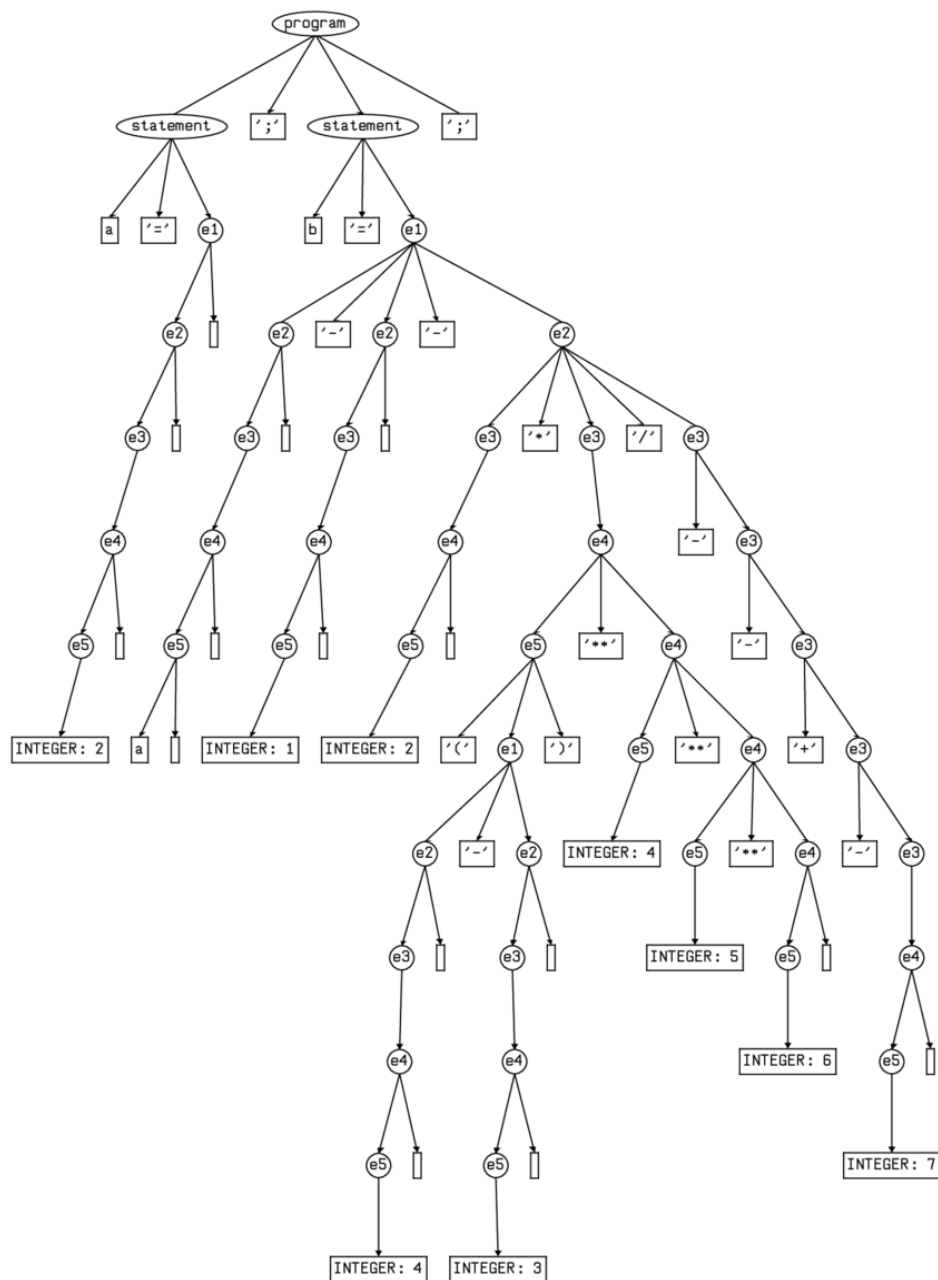 program
statement
';'
statement
';'
a
'='
e1
b
'='
e1
e2
e2
'-'
e2
'-'
e2
e3
e3
e3
e3
'*'
e3
'/'
e3
e4
e4
e4
e4
e4
'-'
e3
e5
e5
e5
e5
e5
'**'
e4
'-'
e3
INTEGER: 2
a
INTEGER: 1
INTEGER: 2
'('
e1
')'
e5
'**'
e4
'+'
e3
e2
'-'
e2
INTEGER: 4
e5
'**'
e4
'-'
e3
e3
e3
INTEGER: 5
e5
e4
e4
e4
INTEGER: 6
e5
e5
e5
INTEGER: 7
INTEGER: 4
INTEGER: 3